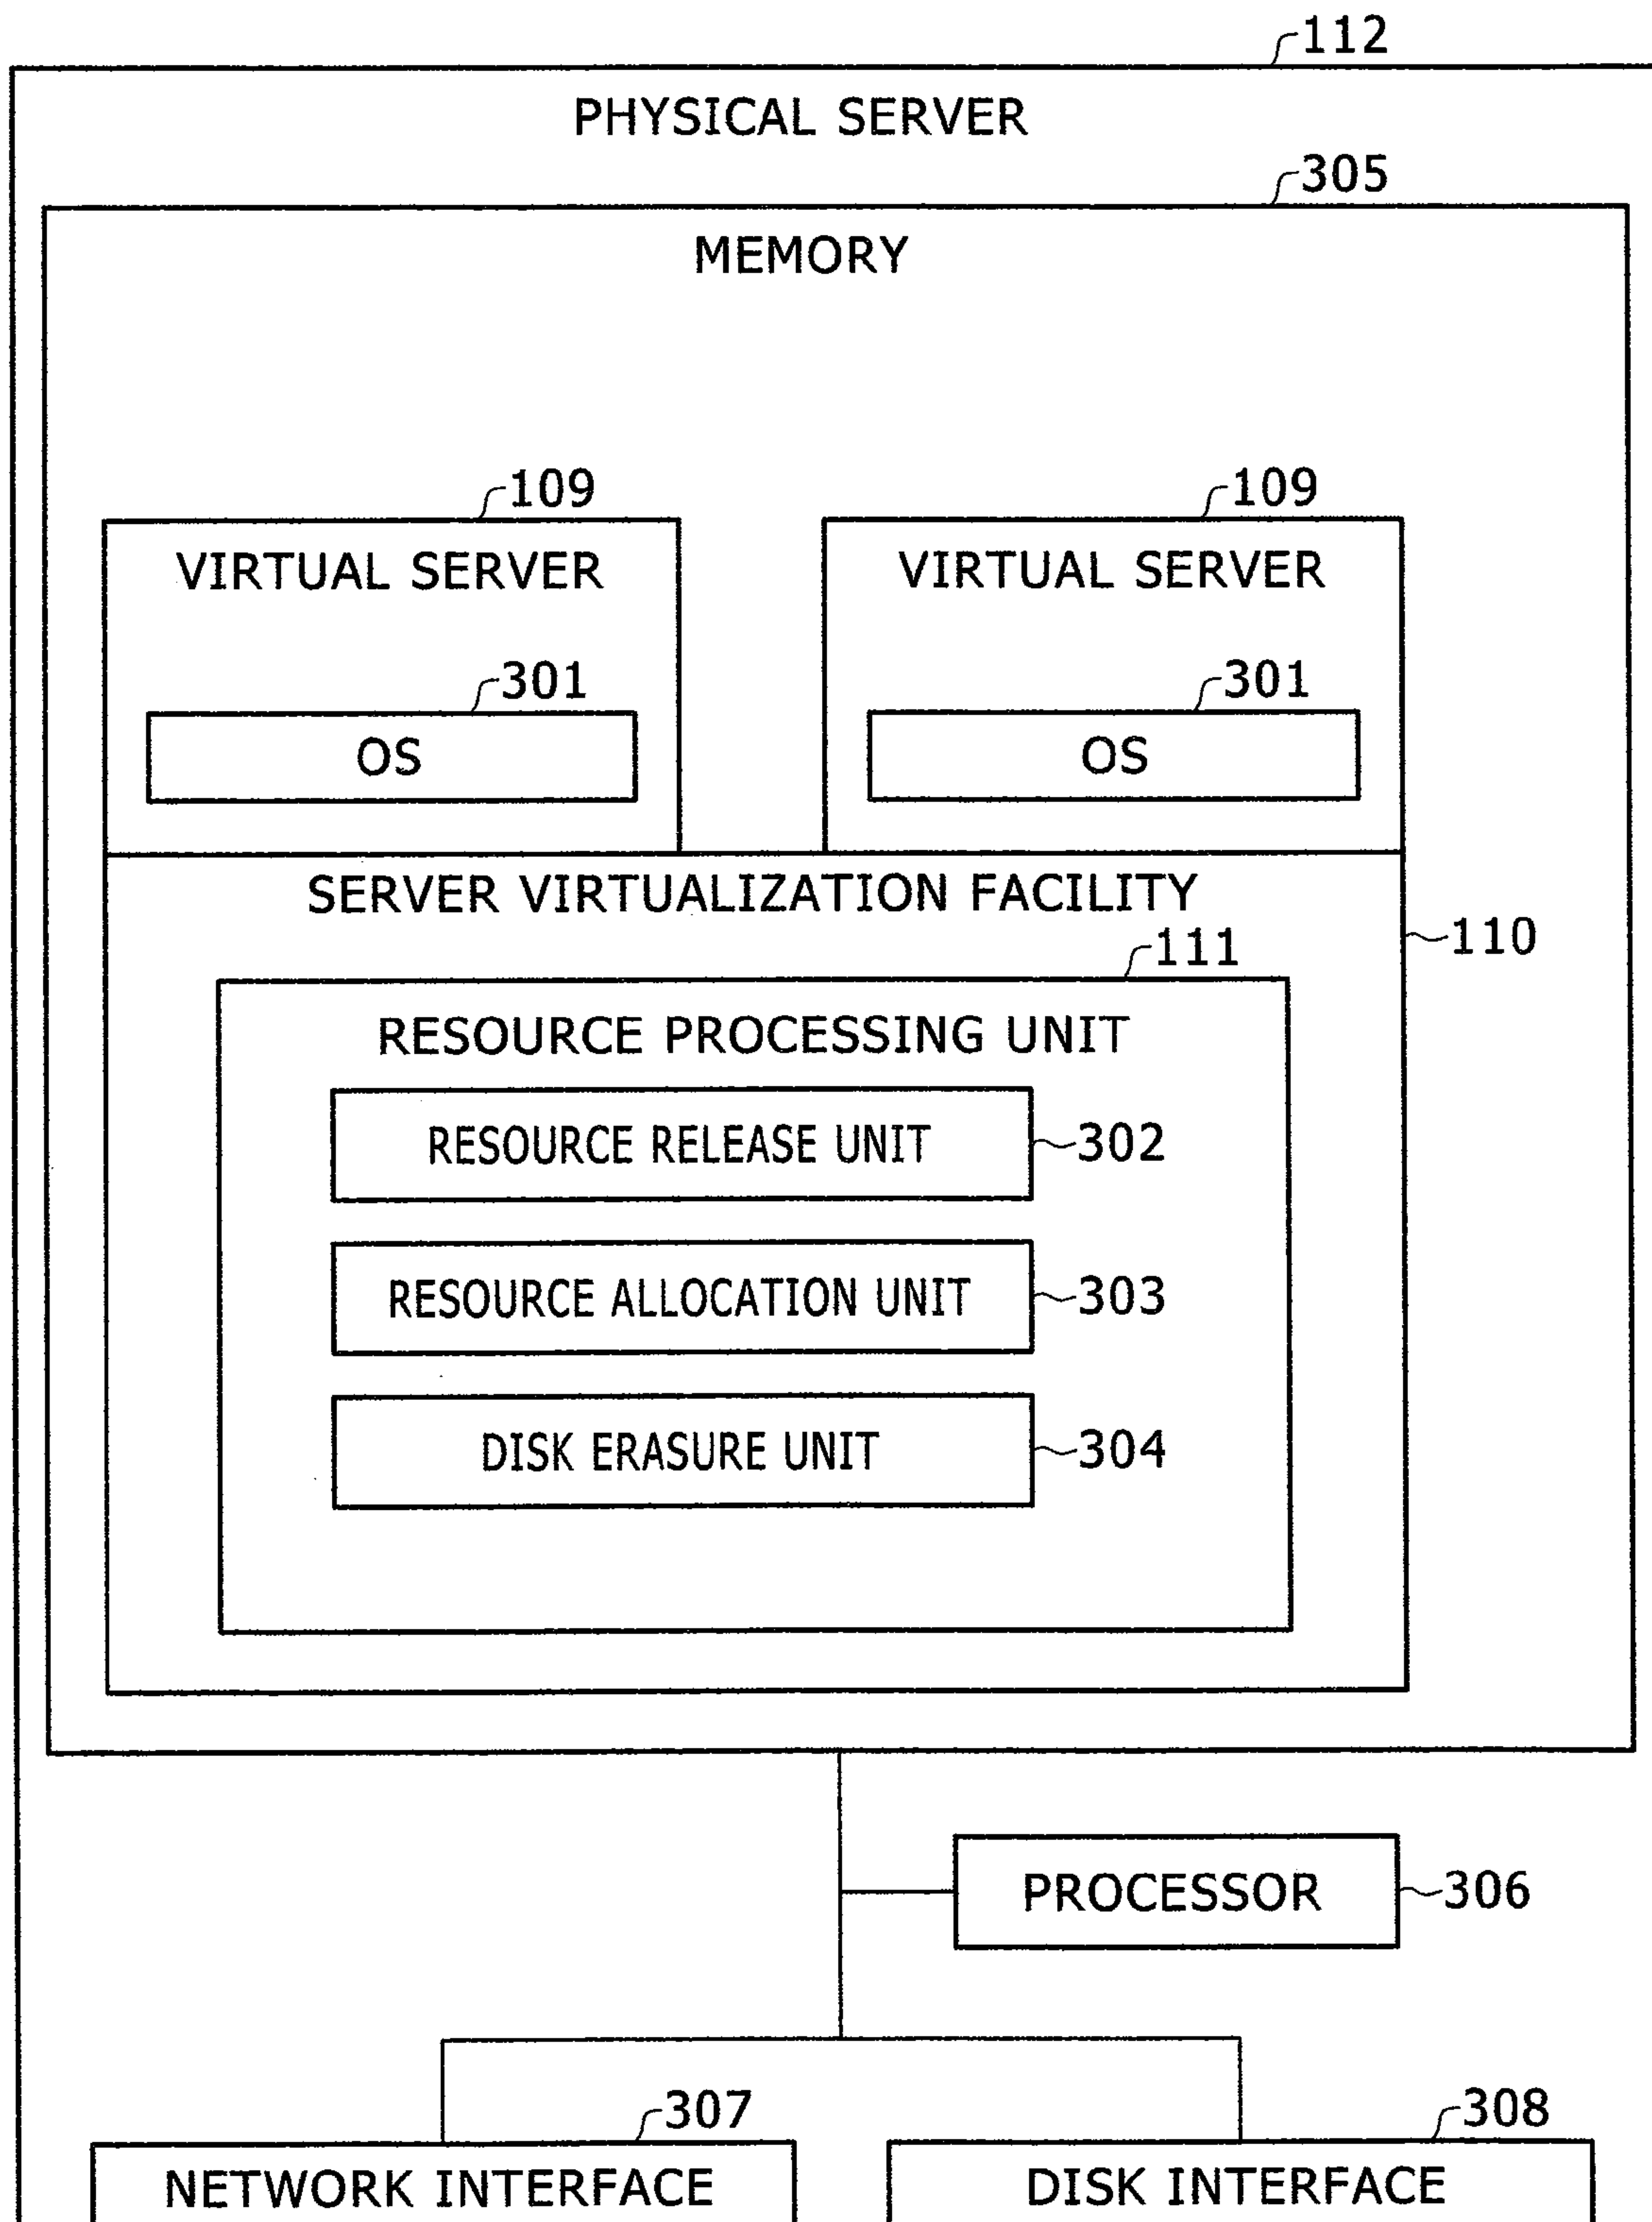 112
PHYSICAL SERVER
305
MEMORY
109
109
VIRTUAL SERVER
VIRTUAL SERVER
301
301
OS
OS
SERVER VIRTUALIZATION FACILITY
110
111
RESOURCE PROCESSING UNIT
RESOURCE RELEASE UNIT
302
RESOURCE ALLOCATION UNIT
303
DISK ERASURE UNIT
304
PROCESSOR
306
307
308
NETWORK INTERFACE
DISK INTERFACE